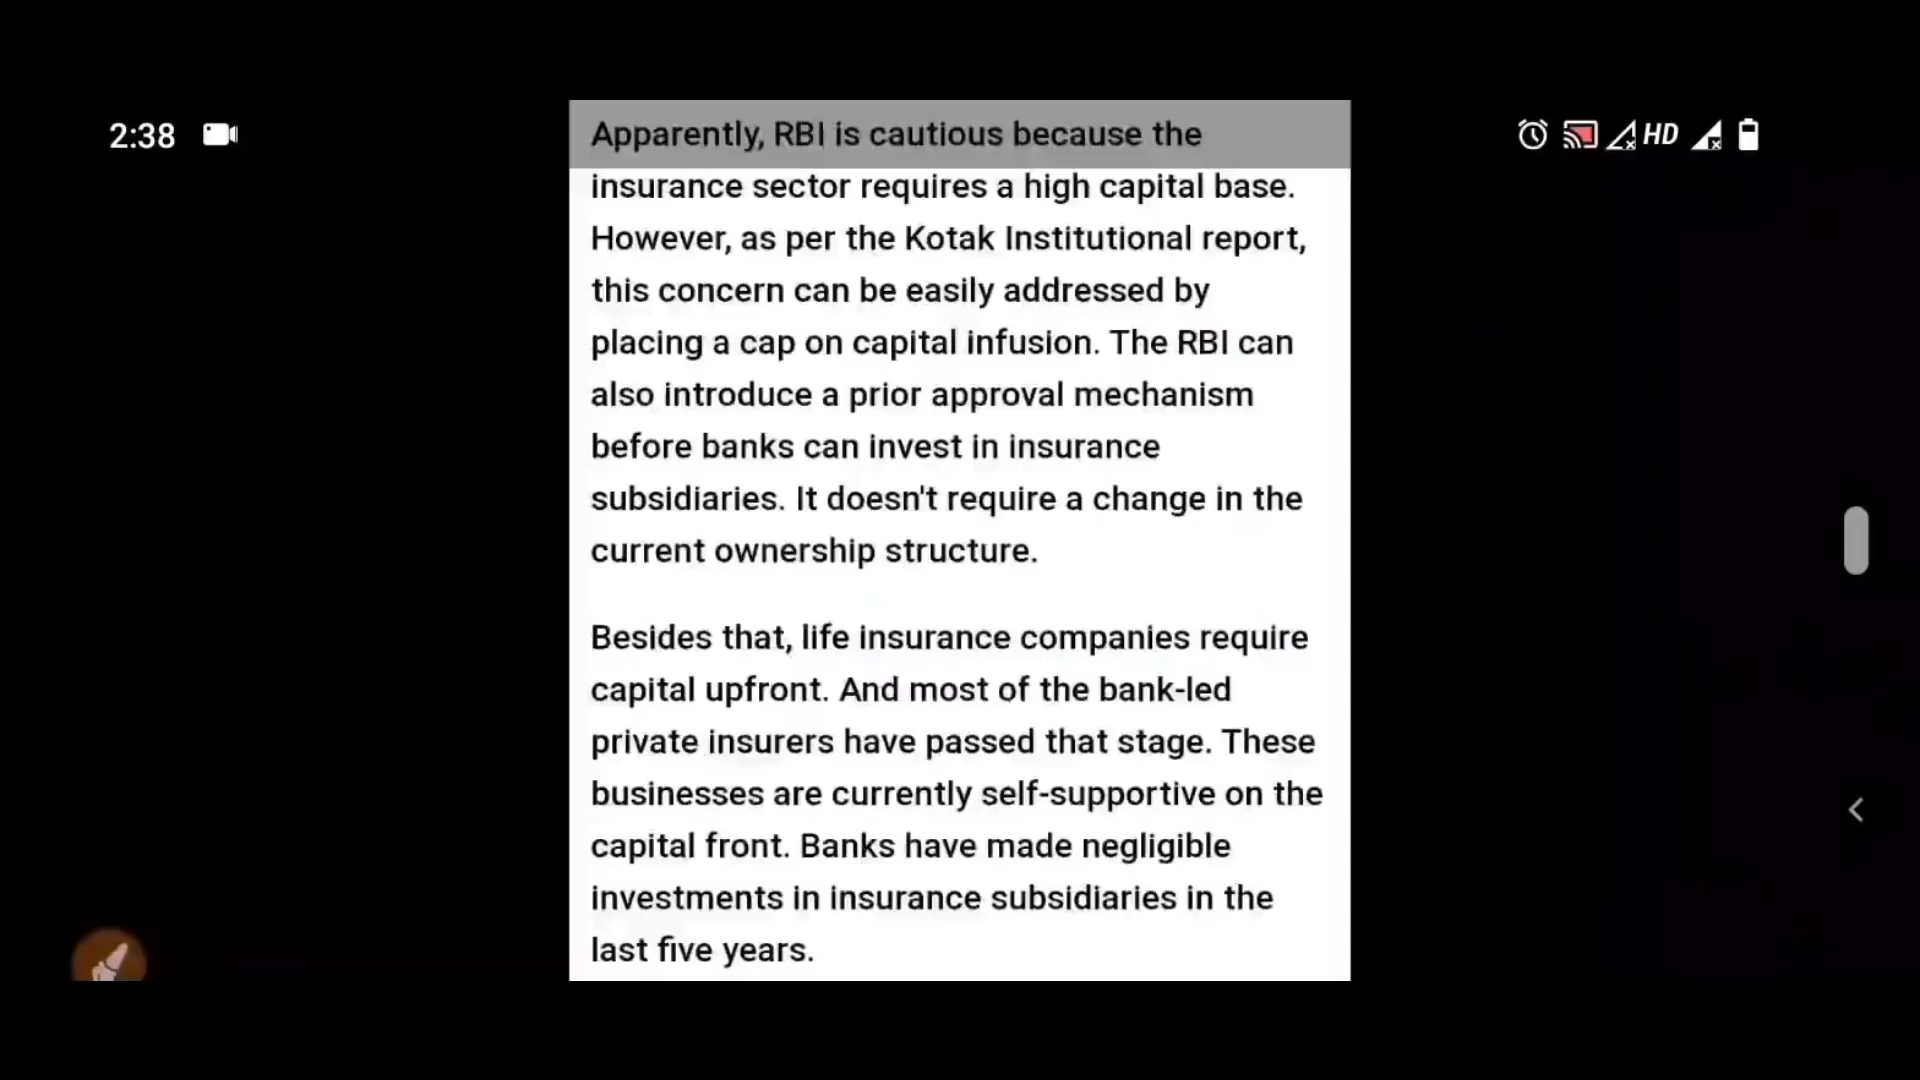 2:38
HD
Apparently, RBI is cautious because the
insurance sector requires a high capital base.
However, as per the Kotak Institutional report,
this concern can be easily addressed by
placing a cap on capital infusion. The RBI can
also introduce a prior approval mechanism
before banks can invest in insurance
subsidiaries. It doesn't require a change in the
current ownership structure.
Besides that, life insurance companies require
capital upfront. And most of the bank-led
private insurers have passed that stage. These
businesses are currently self-supportive on the
capital front. Banks have made negligible
investments in insurance subsidiaries in the
last five years.